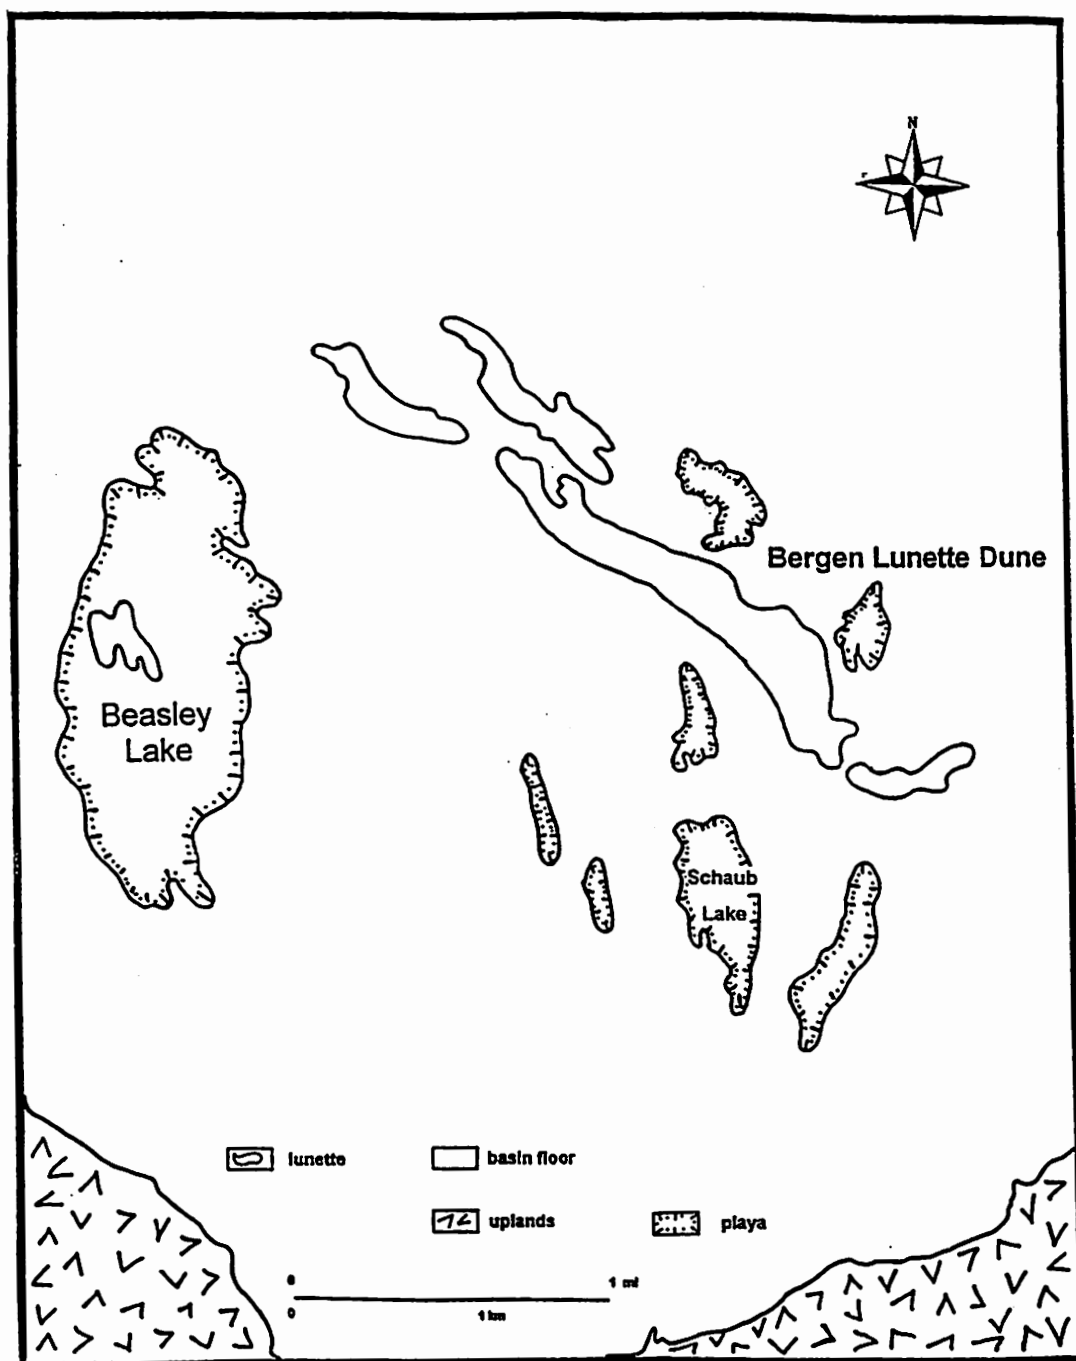 N
Bergen Lunette Dune
Beasley
Lake
Schaub
Lake
lunette
basin floor
uplands
playa
0
1 mi
0
1 km